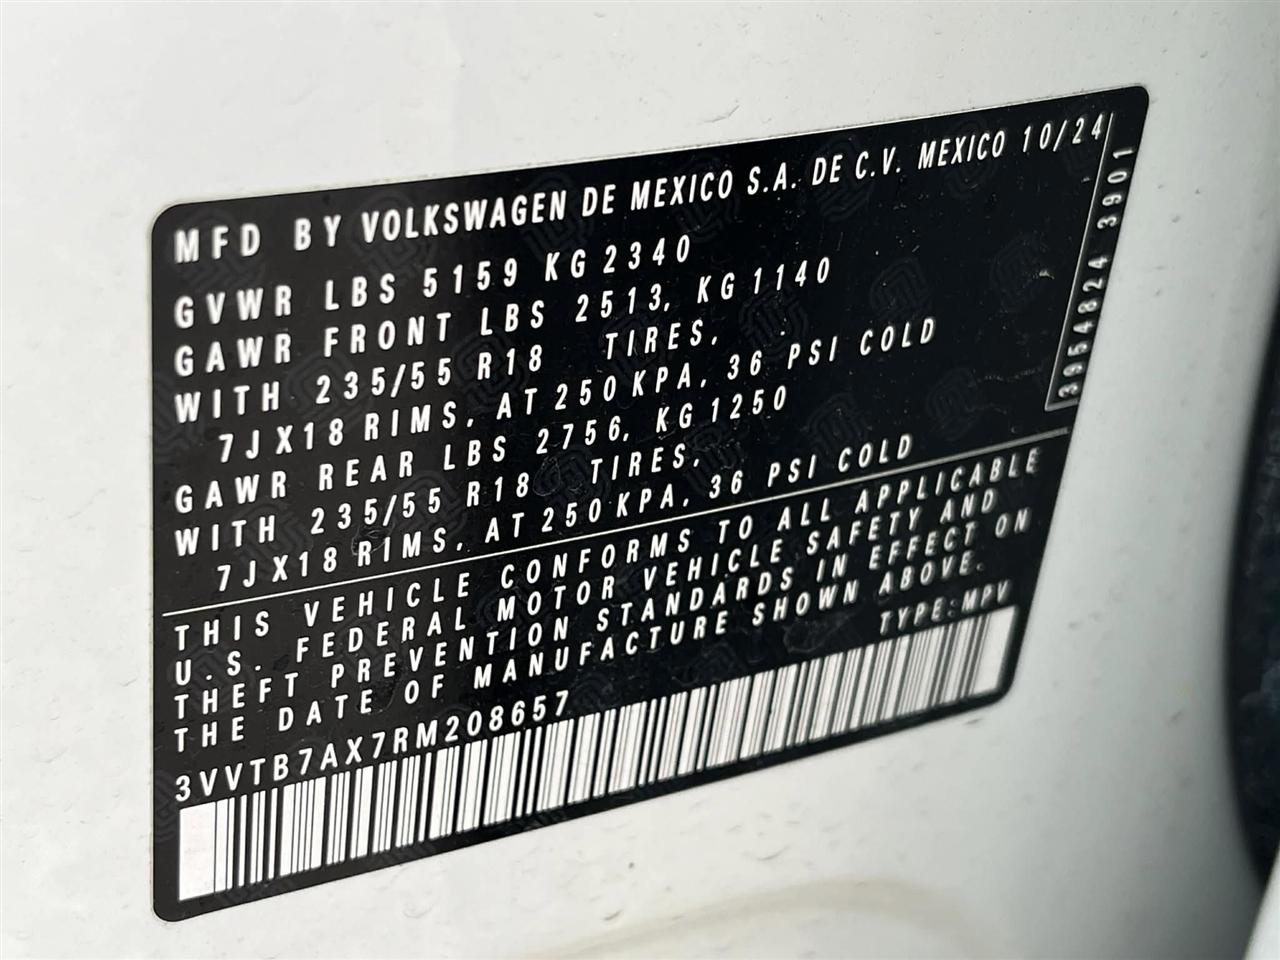 MFD BY VOLKSWAGEN DE MEXICO S.A. DE C.V. MEXICO 10/24
GVWR LBS 5159 KG 2340
GAWR FRONT LBS 2513, KG 1140
WITH 235/55 R18 TIRES,
7JX18 RIMS, AT 250 KPA, 36 PSI COLD
GAWR REAR LBS 2756, KG 1250
WITH 235/55 R18 TIRES,
7JX18 RIMS, AT 250 KPA, 36 PSI COLD
THIS VEHICLE CONFORMS TO ALL APPLICABLE
U.S. FEDERAL MOTOR VEHICLE SAFETY AND
THEFT PREVENTION STANDARDS IN EFFECT ON
THE DATE OF MANUFACTURE SHOWN ABOVE.
3VVTB7AX7RM208657 TYPE: MPV
3954824 3901